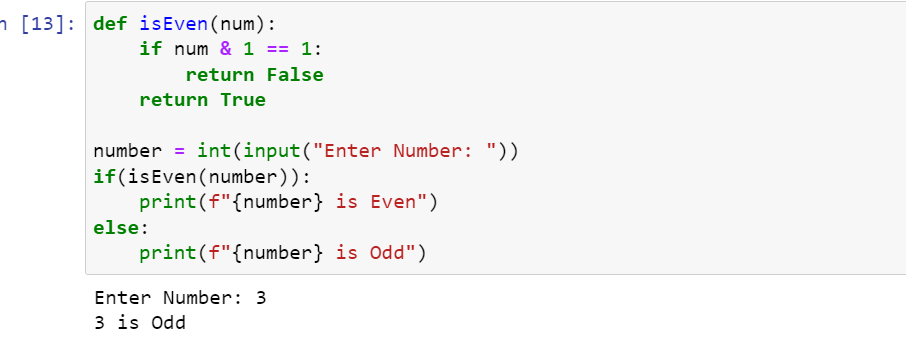 n [13]:
def isEven(num):
    if num & 1 == 1:
        return False
    return True

number = int(input("Enter Number: "))
if(isEven(number)):
    print(f"{number} is Even")
else:
    print(f"{number} is Odd")
Enter Number: 3
3 is Odd